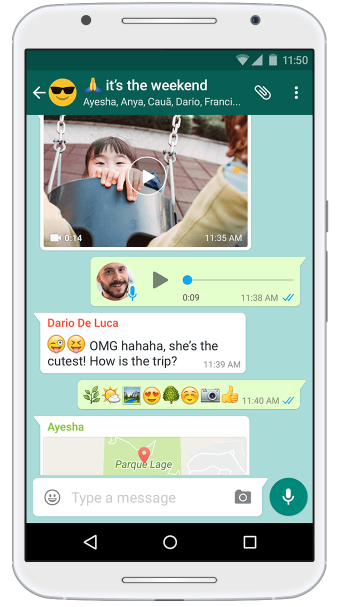 11:50
🙏 it's the weekend
Ayesha, Anya, Cauã, Dario, Franci...
0:14
11:35 AM
0:09
11:38 AM
Dario De Luca
😜😝 OMG hahaha, she's the
cutest! How is the trip?
11:39 AM
🌿🌤🏞😍🌳☺️📷👍 11:40 AM
Ayesha
Parque Lage
Type a message